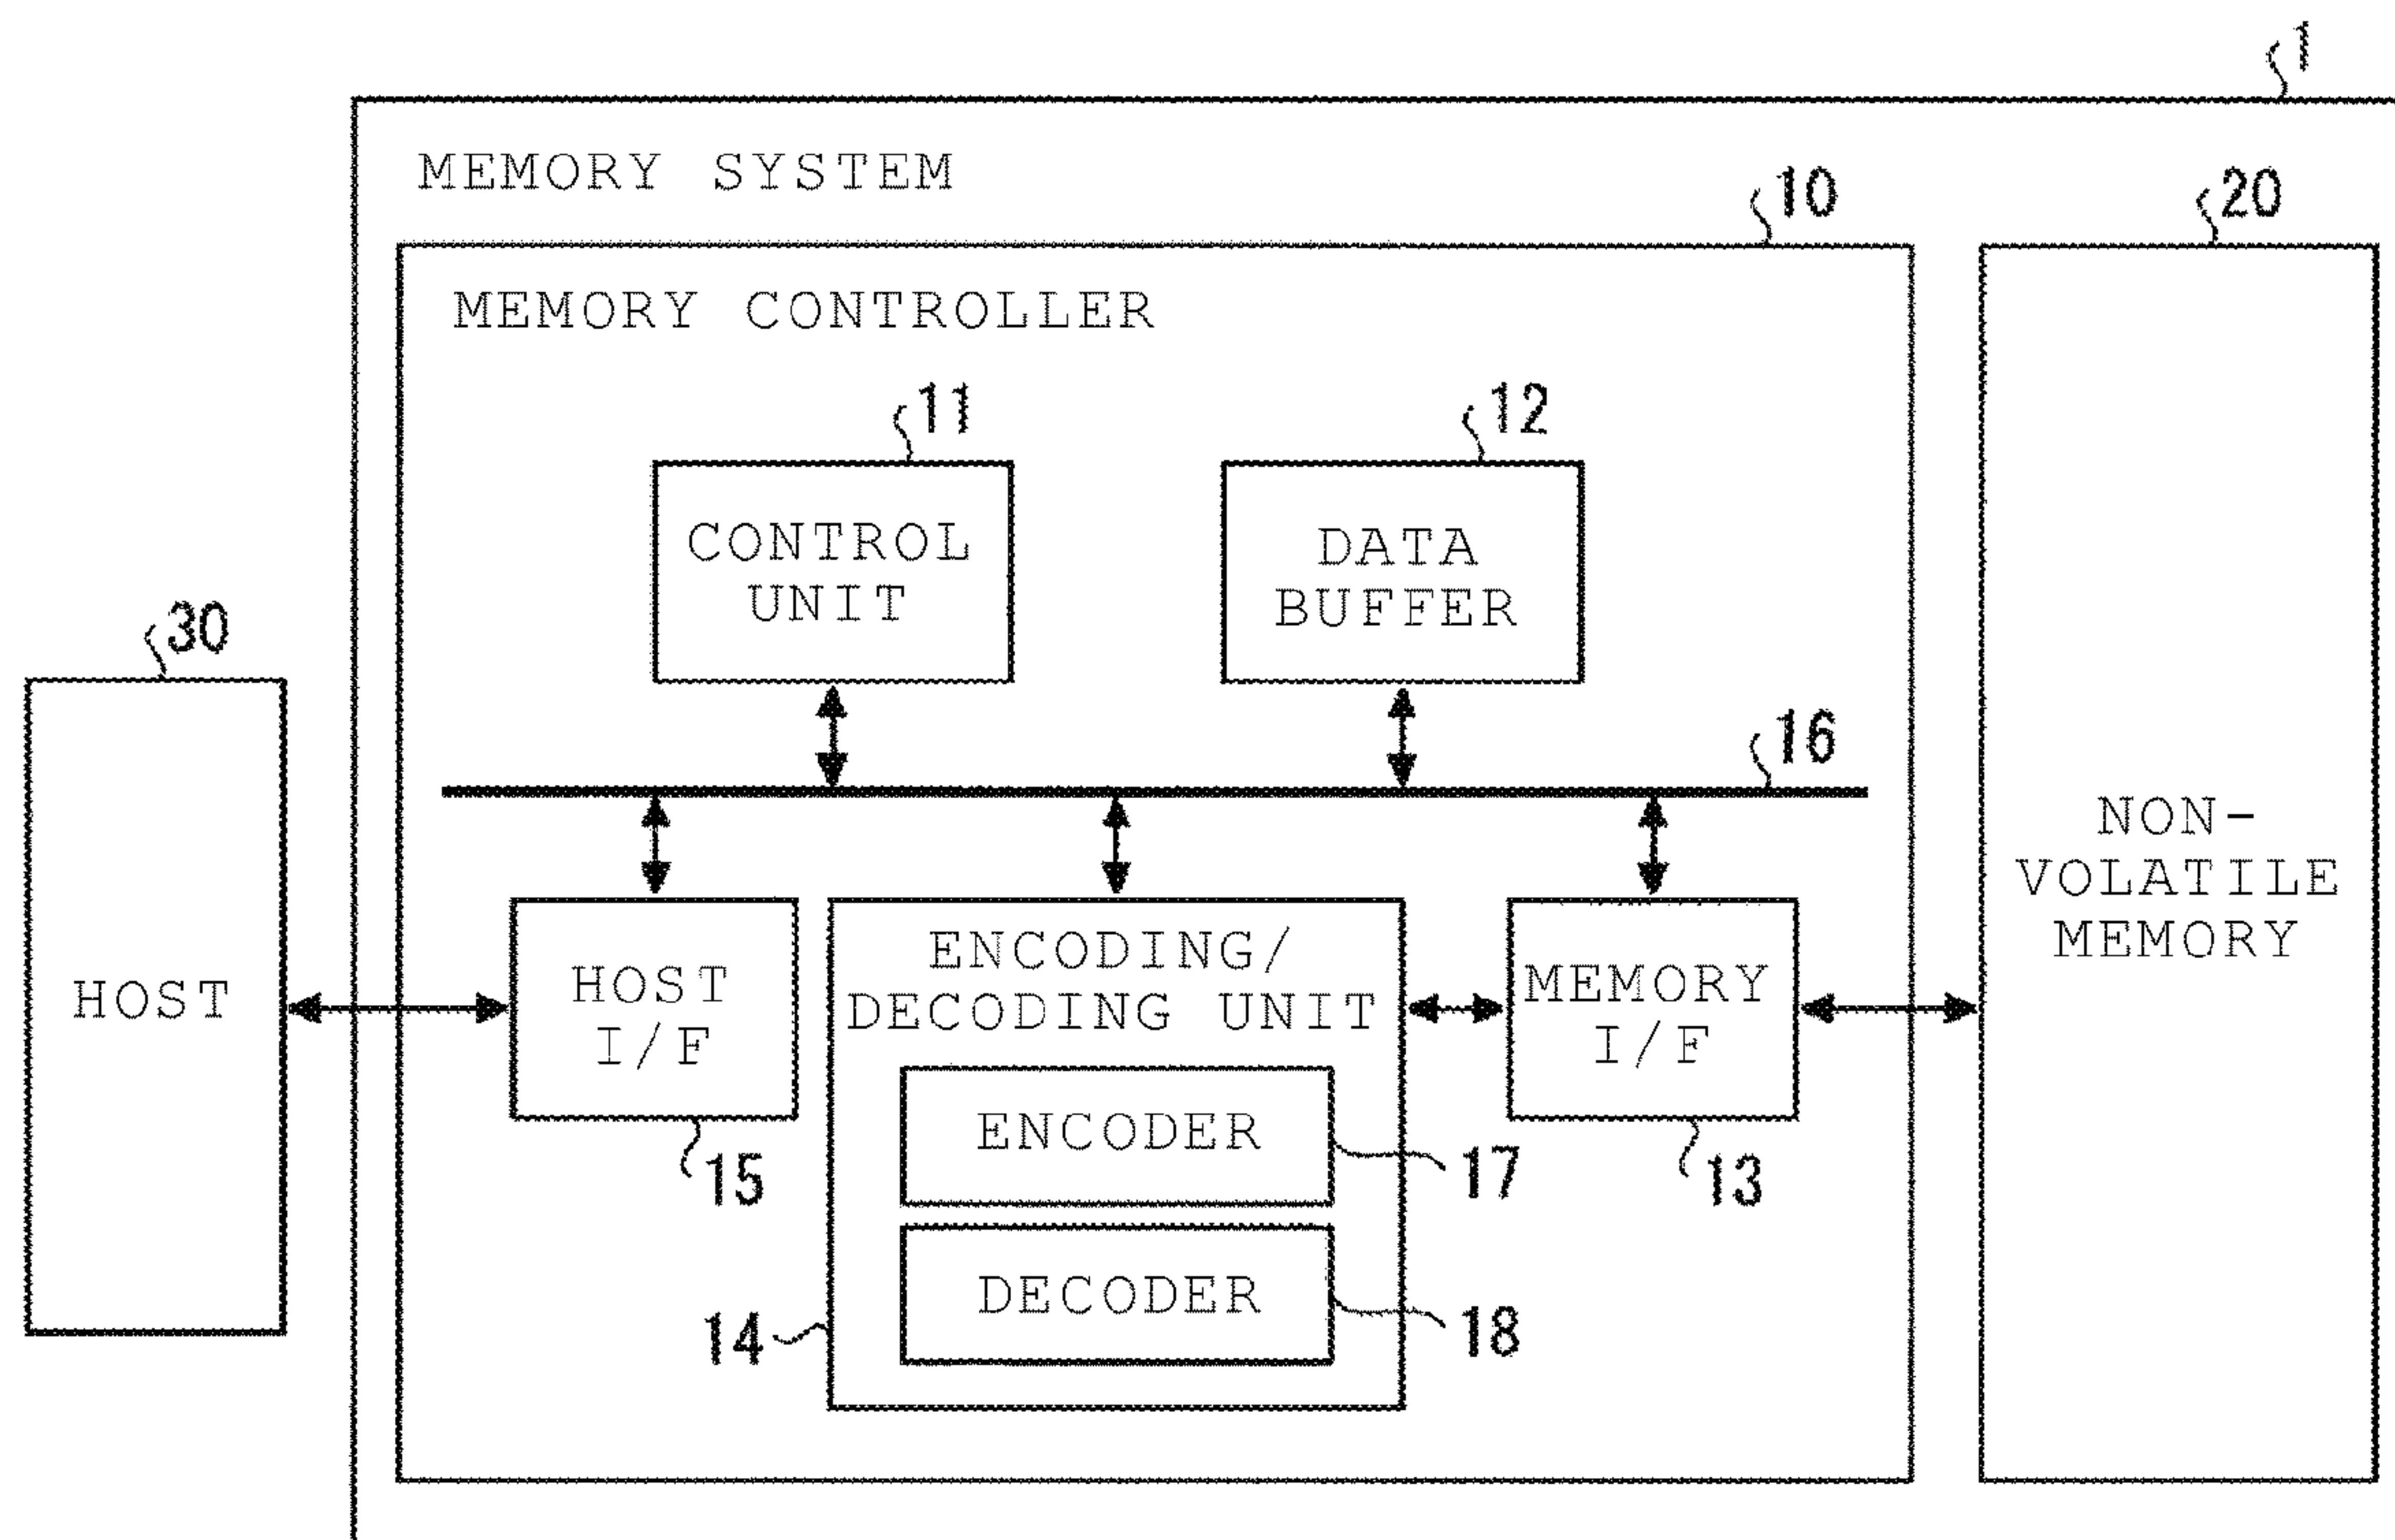 1
MEMORY SYSTEM
10
20
MEMORY CONTROLLER
11
12
CONTROL
UNIT
DATA
BUFFER
30
16
HOST
HOST
I/F
ENCODING/
DECODING UNIT
MEMORY
I/F
NON-
VOLATILE
MEMORY
ENCODER
17
15
13
DECODER
18
14